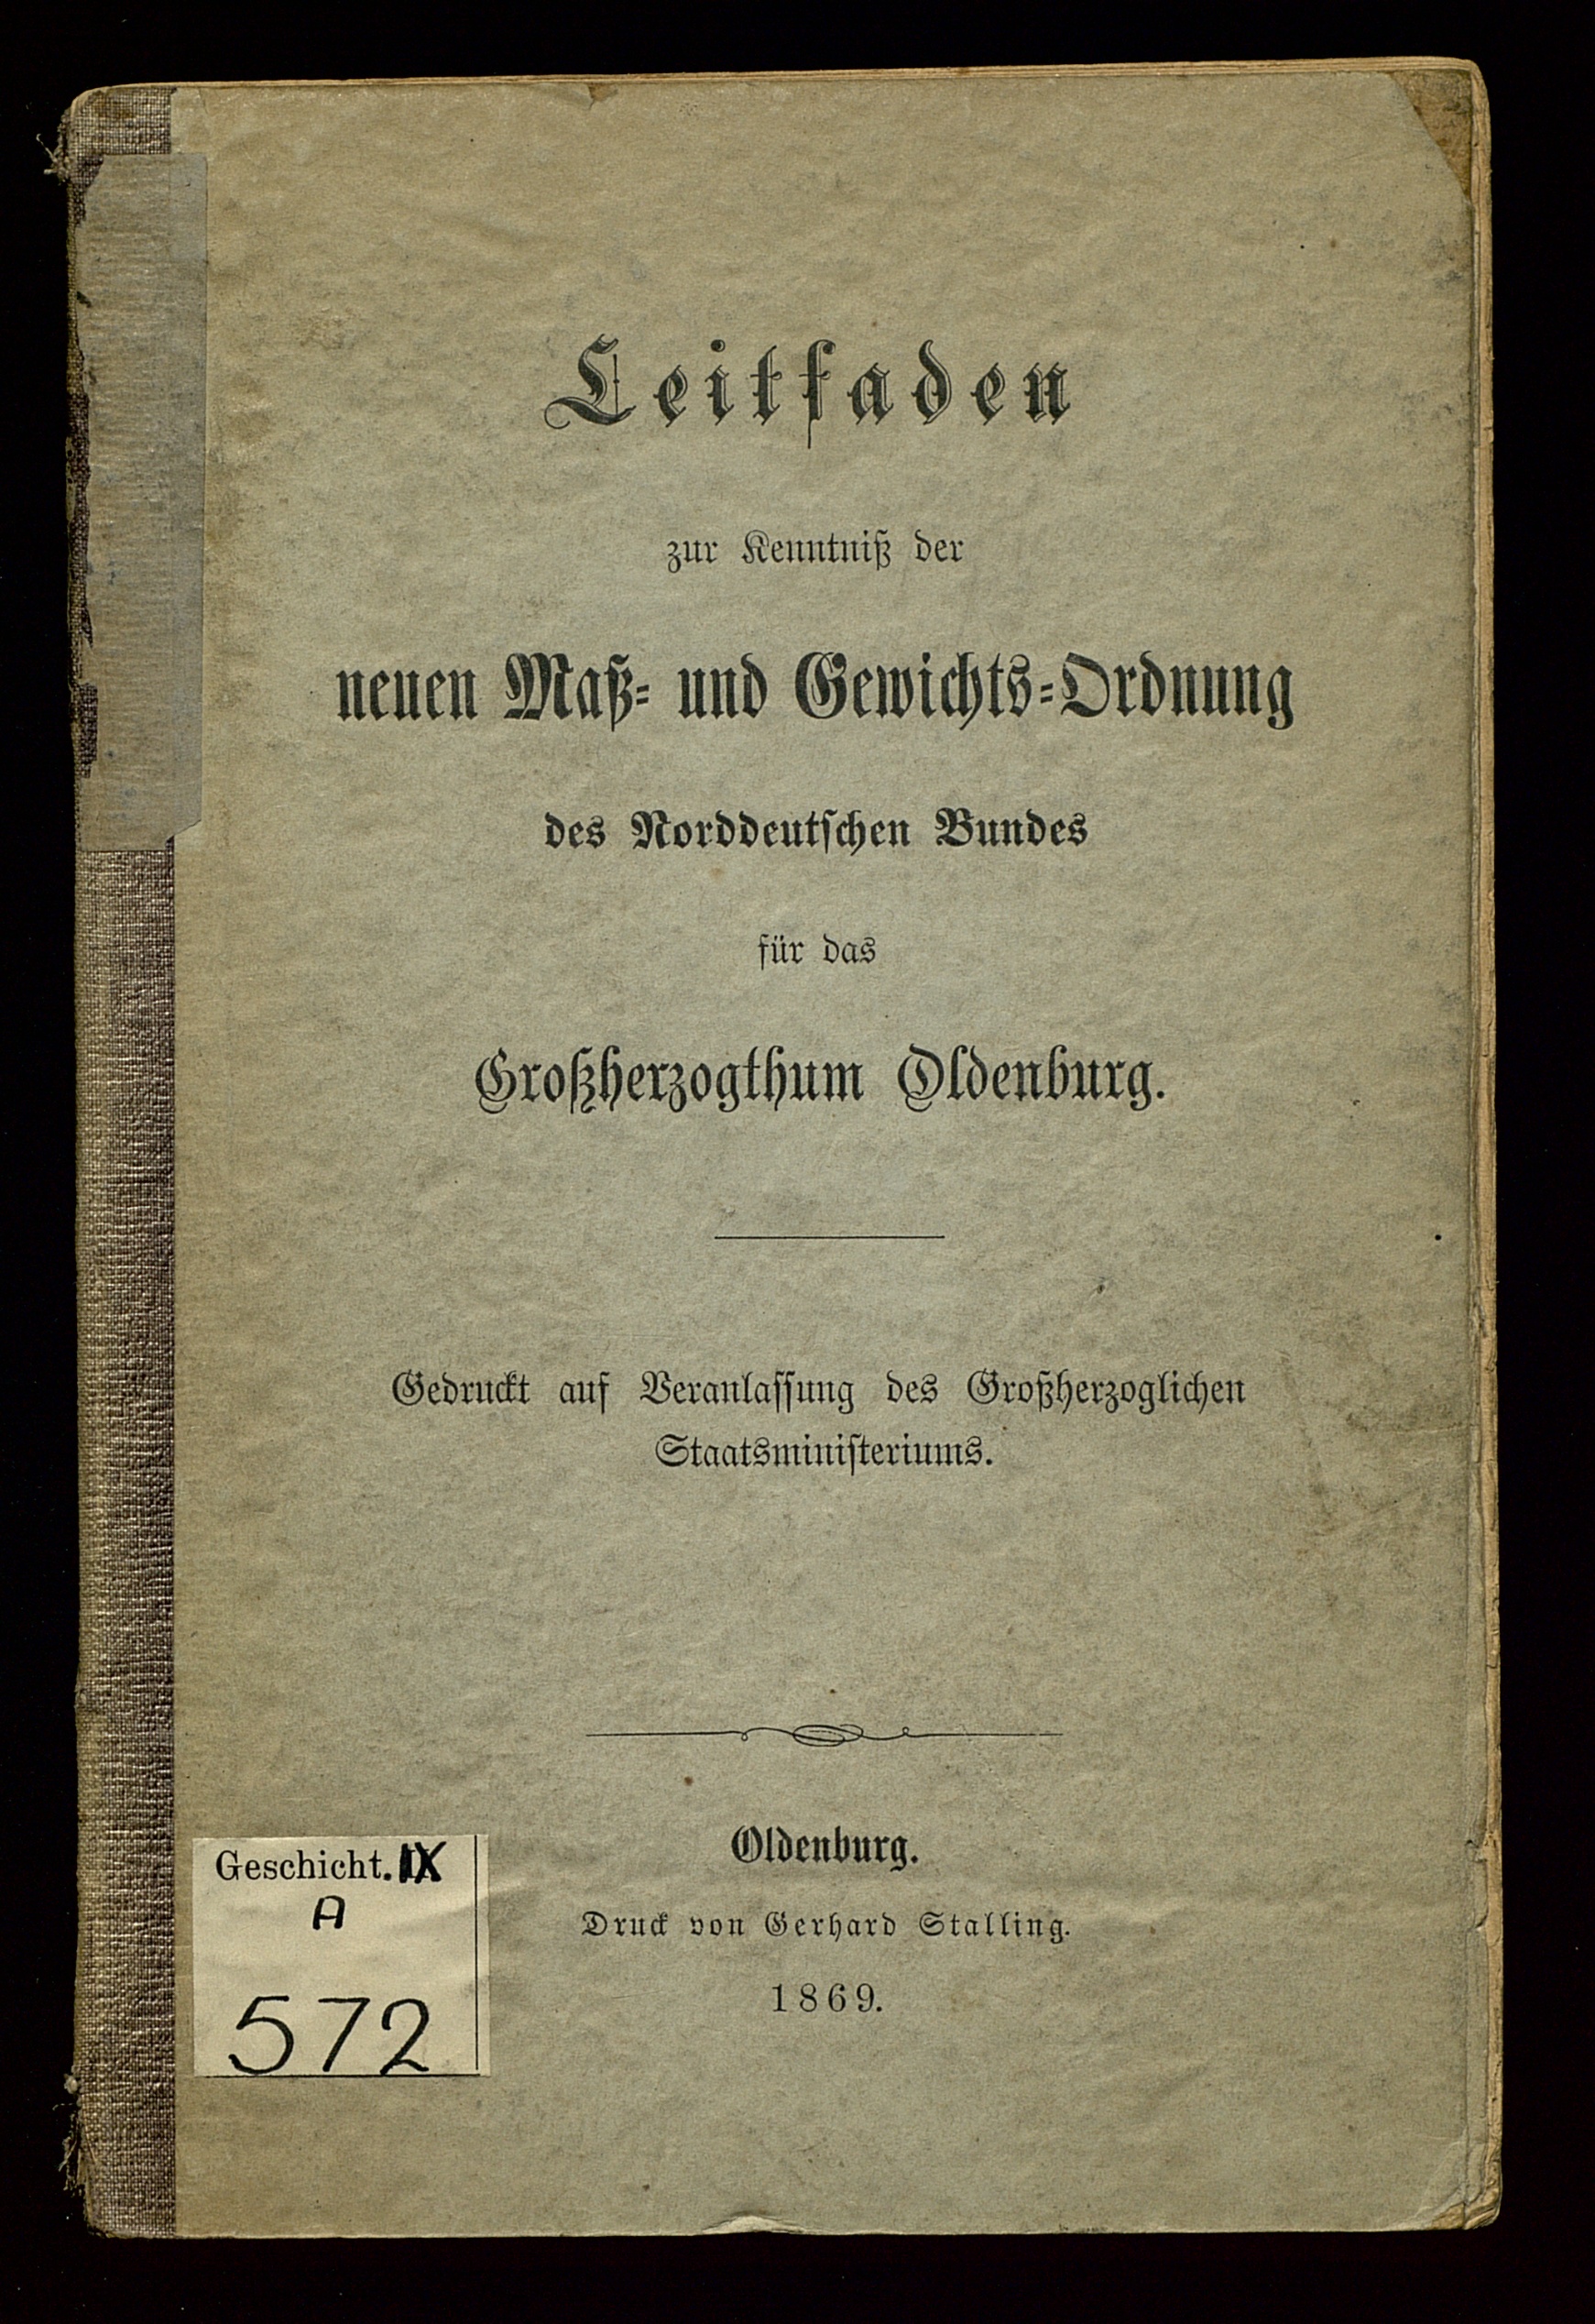 Leitfaden
zur Kenntniß der
neuen Maß- und Gewichts-Ordnung
des Norddeutschen Bundes
für das
Großherzogthum Oldenburg.
Gedruckt auf Veranlassung des Großherzoglichen
Staatsministeriums.
Oldenburg.
Druck von Gerhard Stalling.
1869.
Geschicht. IX
A
572